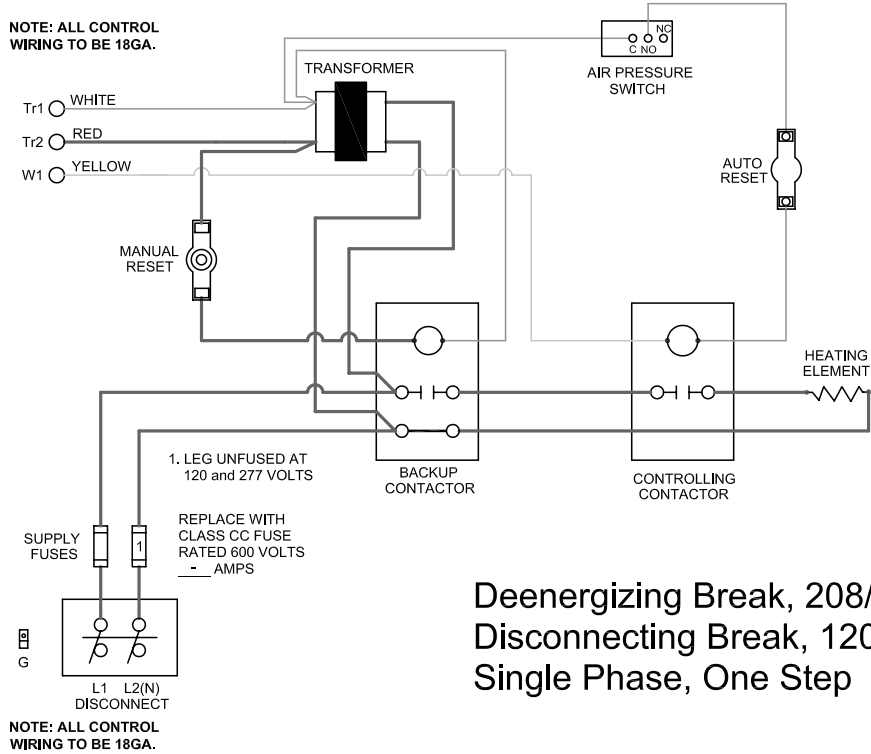 NOTE: ALL CONTROL
WIRING TO BE 18GA.
NC
C NO
AIR PRESSURE
SWITCH
TRANSFORMER
Tr1 WHITE
Tr2 RED
W1 YELLOW
AUTO
RESET
MANUAL
RESET
HEATING
ELEMENT
1. LEG UNFUSED AT
120 and 277 VOLTS
BACKUP
CONTACTOR
CONTROLLING
CONTACTOR
SUPPLY
FUSES
1
REPLACE WITH
CLASS CC FUSE
RATED 600 VOLTS
- AMPS
G
L1 L2(N)
DISCONNECT
NOTE: ALL CONTROL
WIRING TO BE 18GA.
Deenergizing Break, 208/
Disconnecting Break, 120
Single Phase, One Step